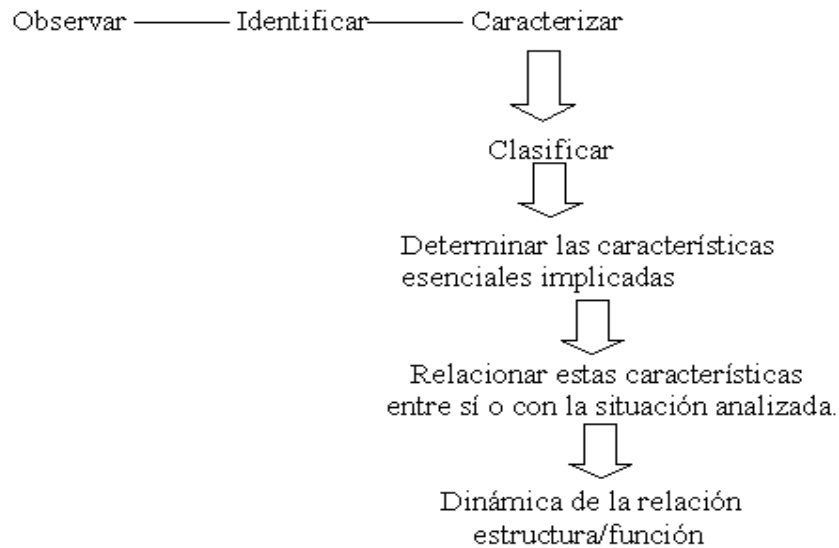 Observar Identificar Caracterizar
Clasificar
Determinar las características
esenciales implicadas
Relacionar estas características
entre sí o con la situación analizada.
Dinámica de la relación
estructura/función